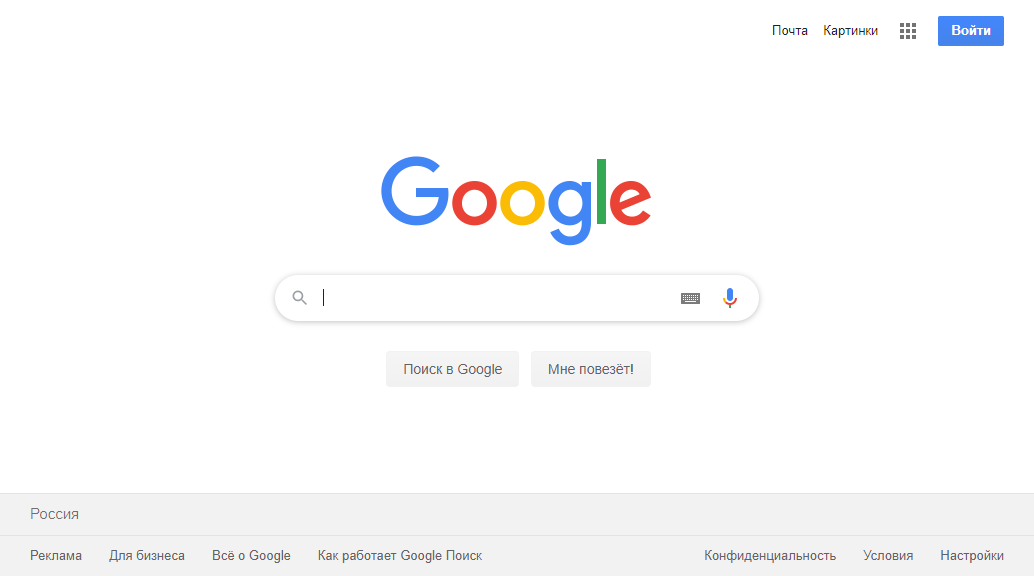 Почта Картинки Войти
Google
Поиск в Google Мне повезёт!
Россия
Реклама Для бизнеса Всё о Google Как работает Google Поиск Конфиденциальность Условия Настройки